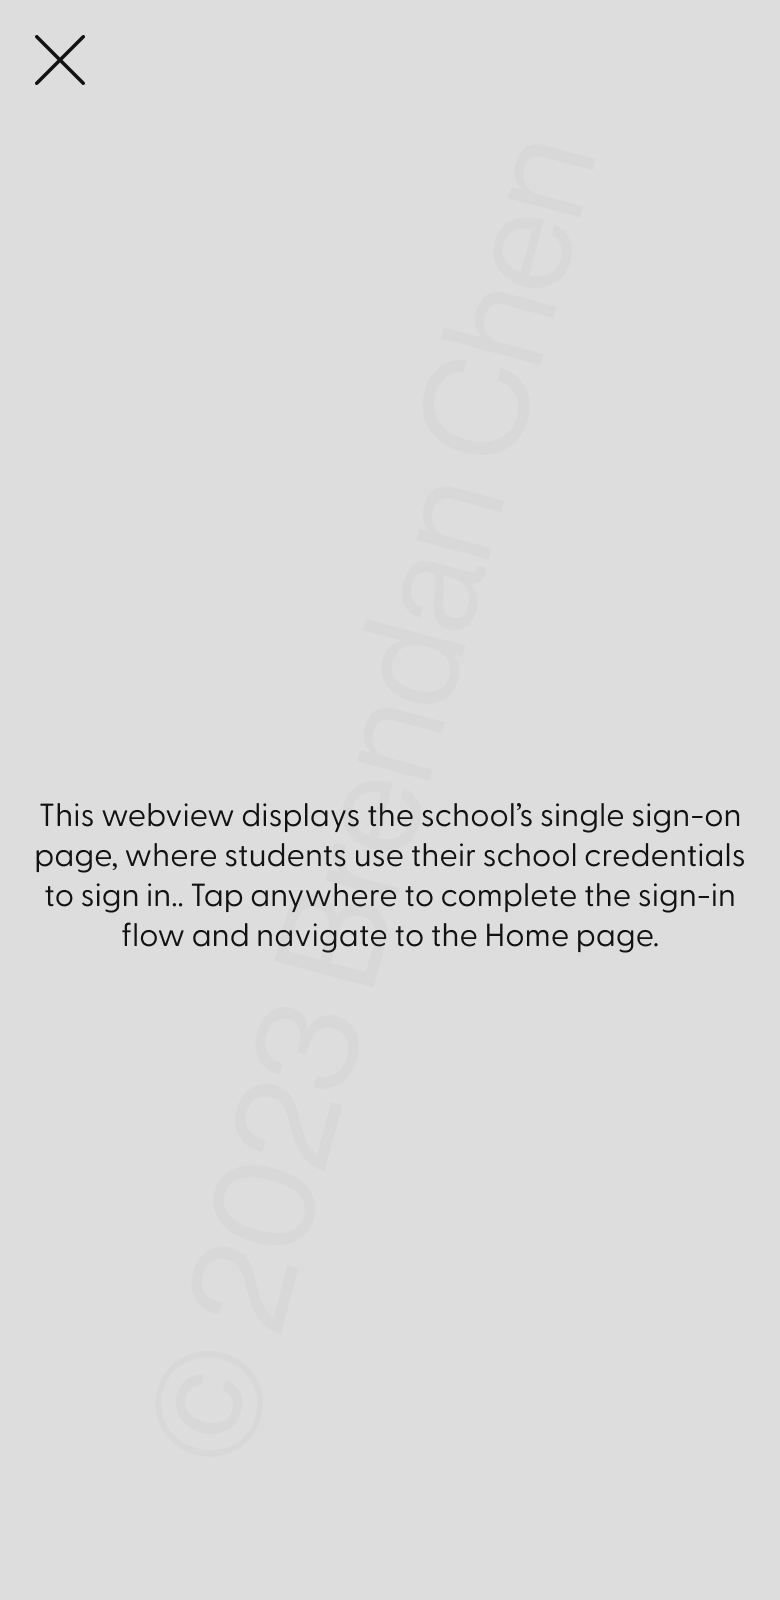 This webview displays the school’s single sign-on
page, where students use their school credentials
to sign in.. Tap anywhere to complete the sign-in
flow and navigate to the Home page.
© 2023 Brendan Chen